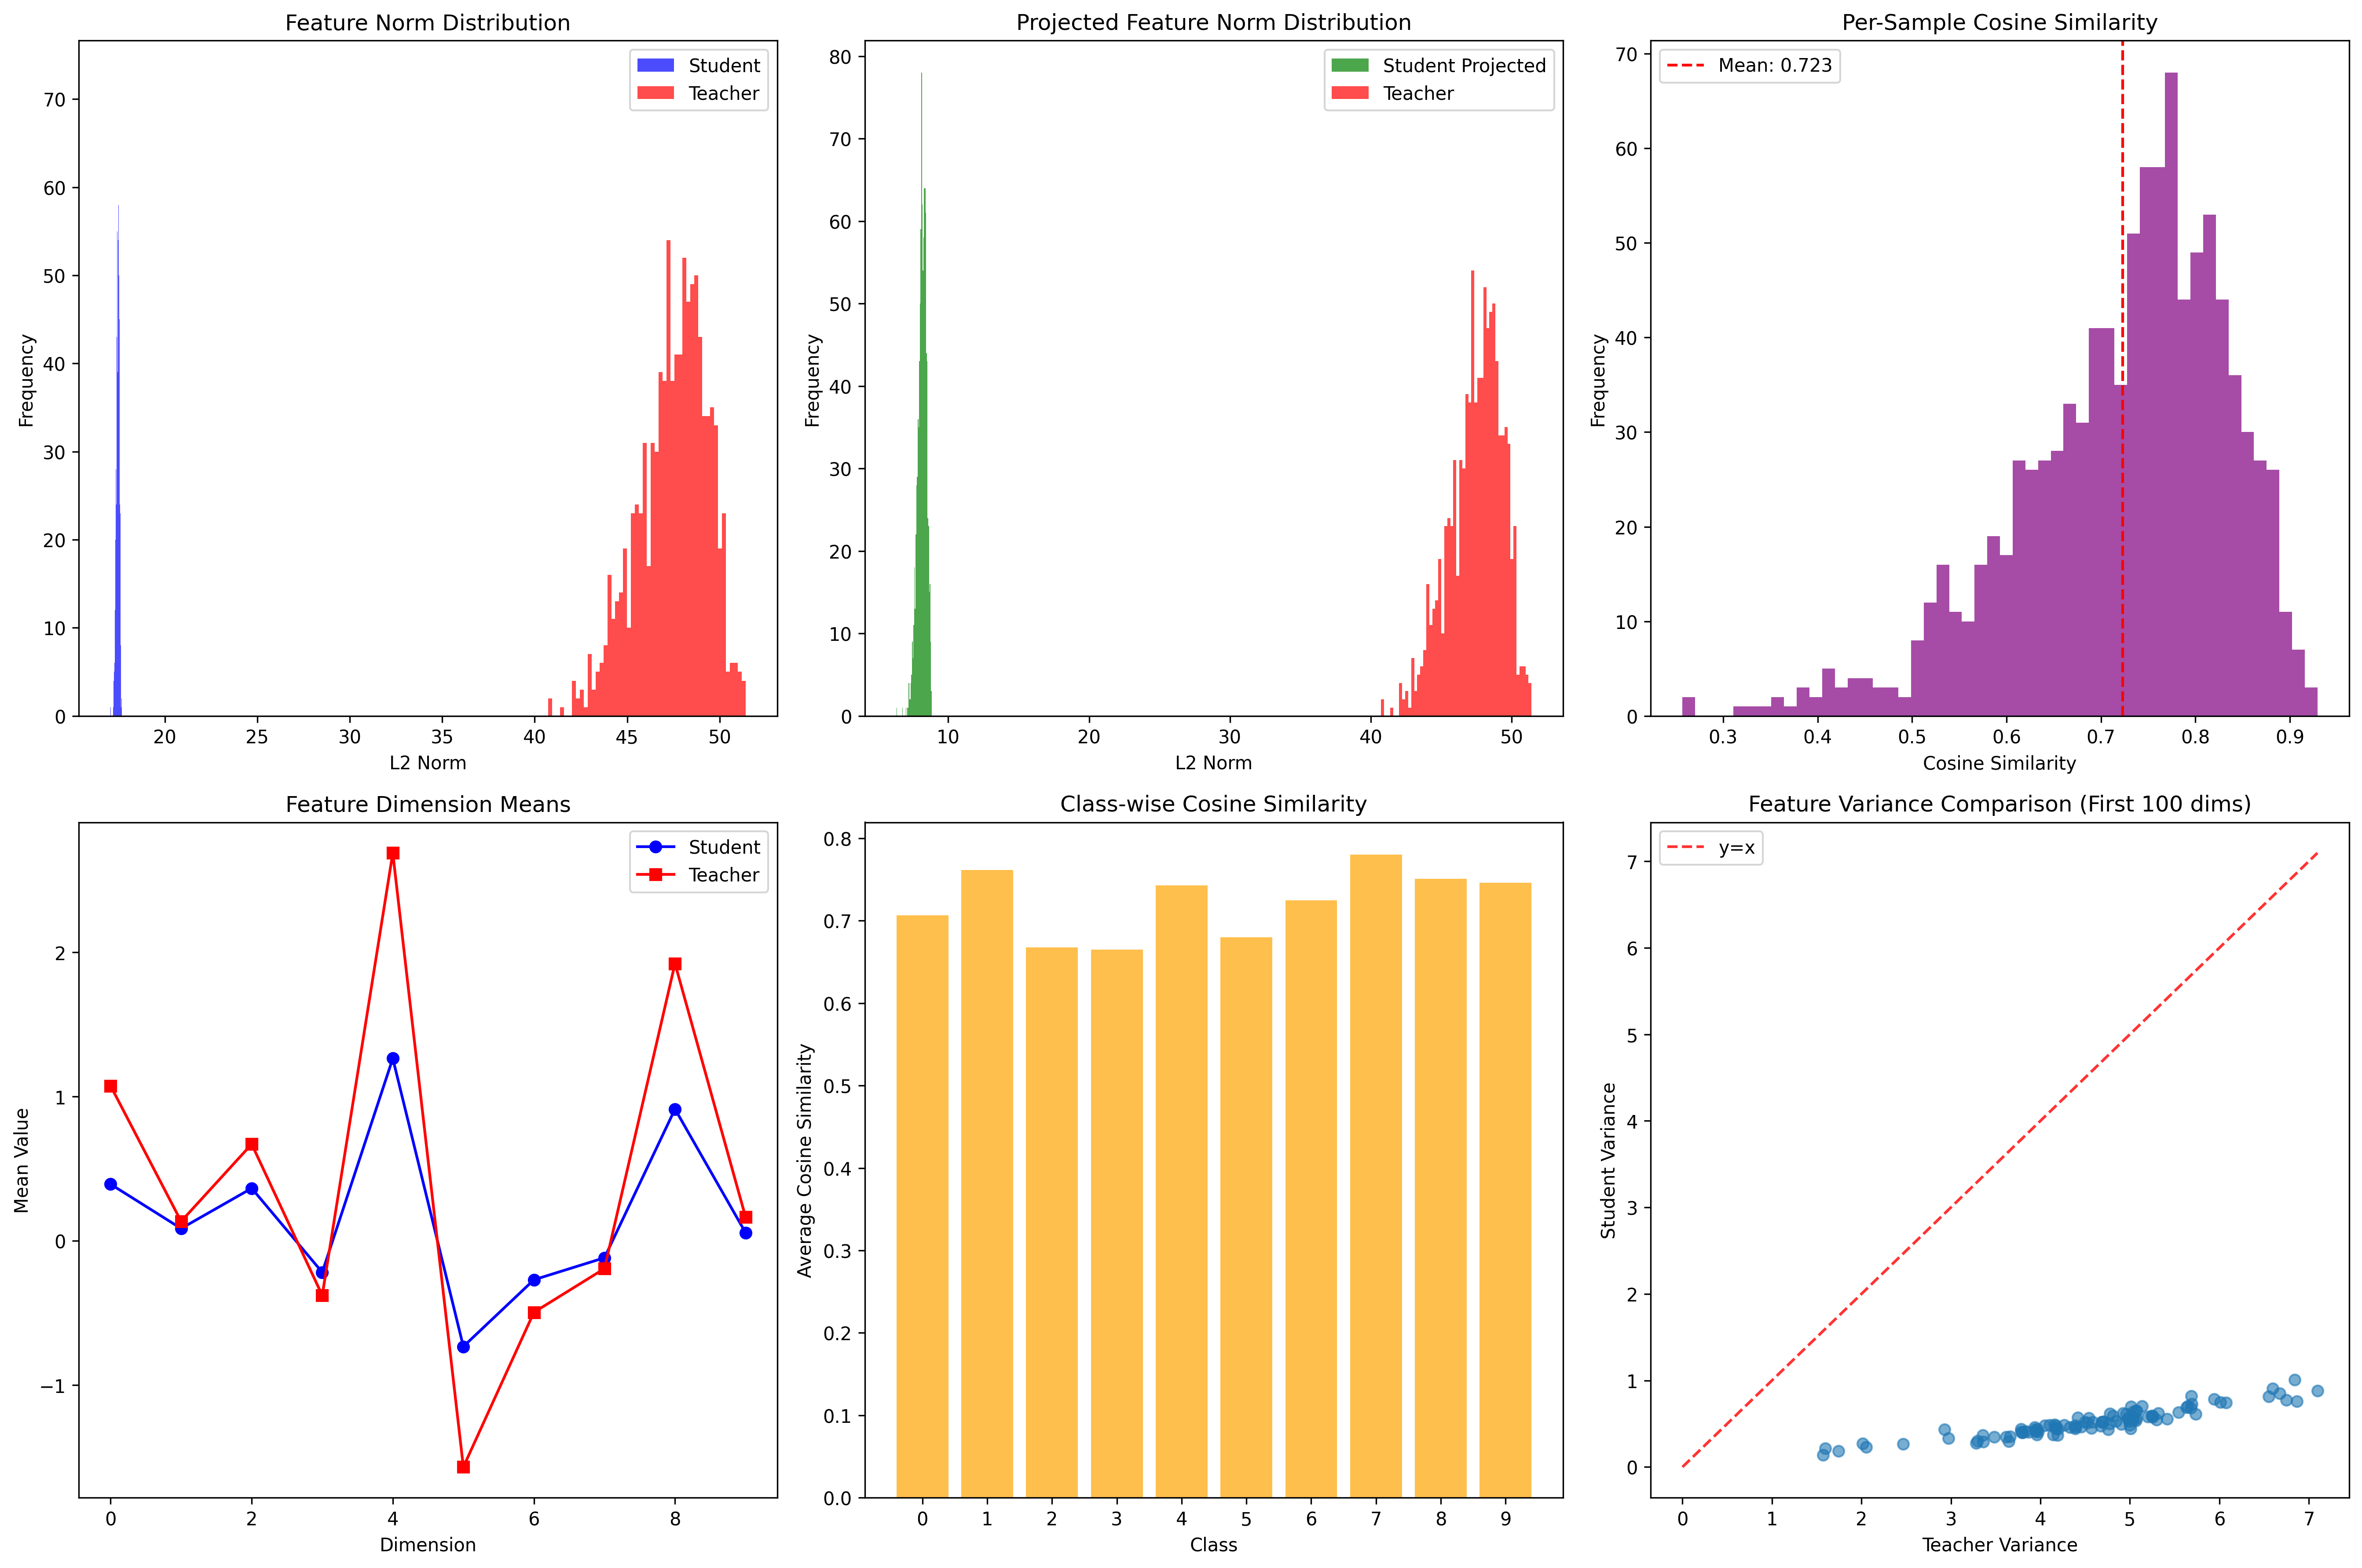 Feature Norm Distribution
Student
Teacher
70
60
50
40
30
20
10
0
Frequency
20 25 30 35 40 45 50
L2 Norm
Projected Feature Norm Distribution
Student Projected
Teacher
80
70
60
50
40
30
20
10
0
Frequency
10 20 30 40 50
L2 Norm
Per-Sample Cosine Similarity
Mean: 0.723
70
60
50
40
30
20
10
0
Frequency
0.3 0.4 0.5 0.6 0.7 0.8 0.9
Cosine Similarity
Feature Dimension Means
Student
Teacher
2
1
0
−1
Mean Value
0 2 4 6 8
Dimension
Class-wise Cosine Similarity
0.8
0.7
0.6
0.5
0.4
0.3
0.2
0.1
0.0
Average Cosine Similarity
0 1 2 3 4 5 6 7 8 9
Class
Feature Variance Comparison (First 100 dims)
y=x
7
6
5
4
3
2
1
0
Student Variance
0 1 2 3 4 5 6 7
Teacher Variance